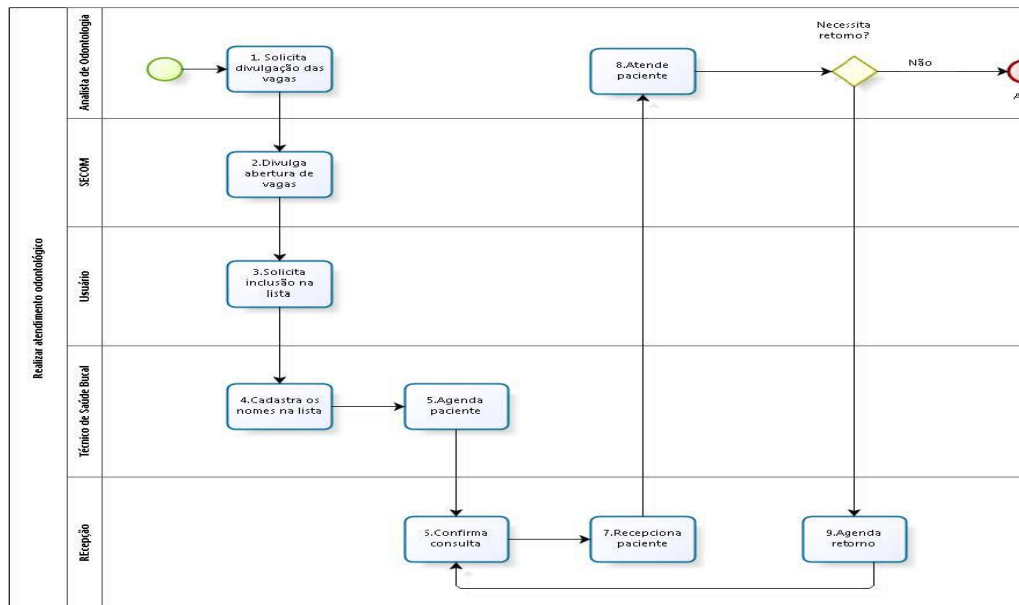 Realizar atendimento odontológico
Analista de Odontologia
1. Solicita
divulgação das
vagas
8.Atende
paciente
Necessita
retorno?
Não
SECOM
2.Divulga
abertura de
vagas
Usuário
3.Solicita
inclusão na
lista
Técnico de Saúde Bucal
4.Cadastra os
nomes na lista
5.Agenda
paciente
REcepção
5.Confirma
consulta
7.Recepciona
paciente
9.Agenda
retorno